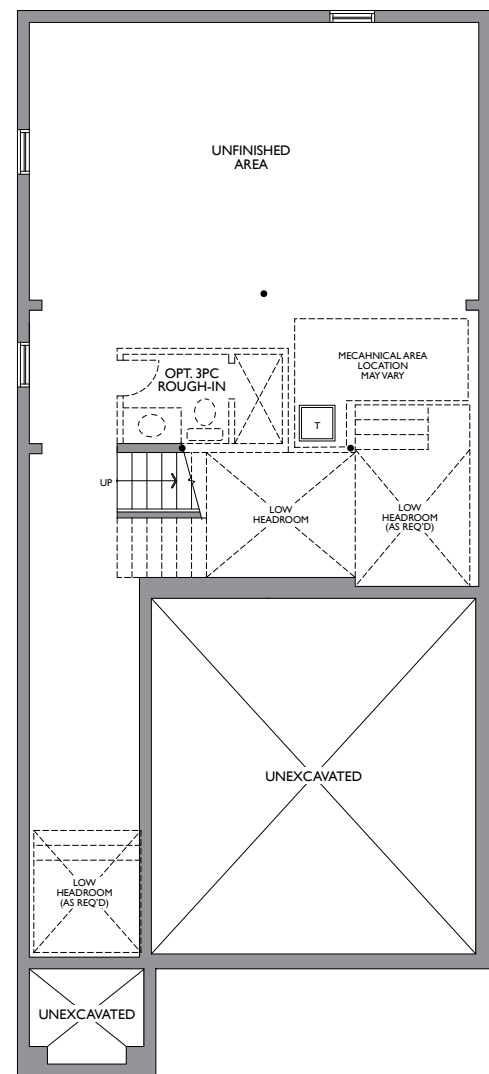 UNFINISHED
AREA
OPT. 3PC
ROUGH-IN
MECAHNICAL AREA
LOCATION
MAY VARY
T
UP
LOW
HEADROOM
LOW
HEADROOM
(AS REQ'D)
UNEXCAVATED
LOW
HEADROOM
(AS REQ'D)
UNEXCAVATED